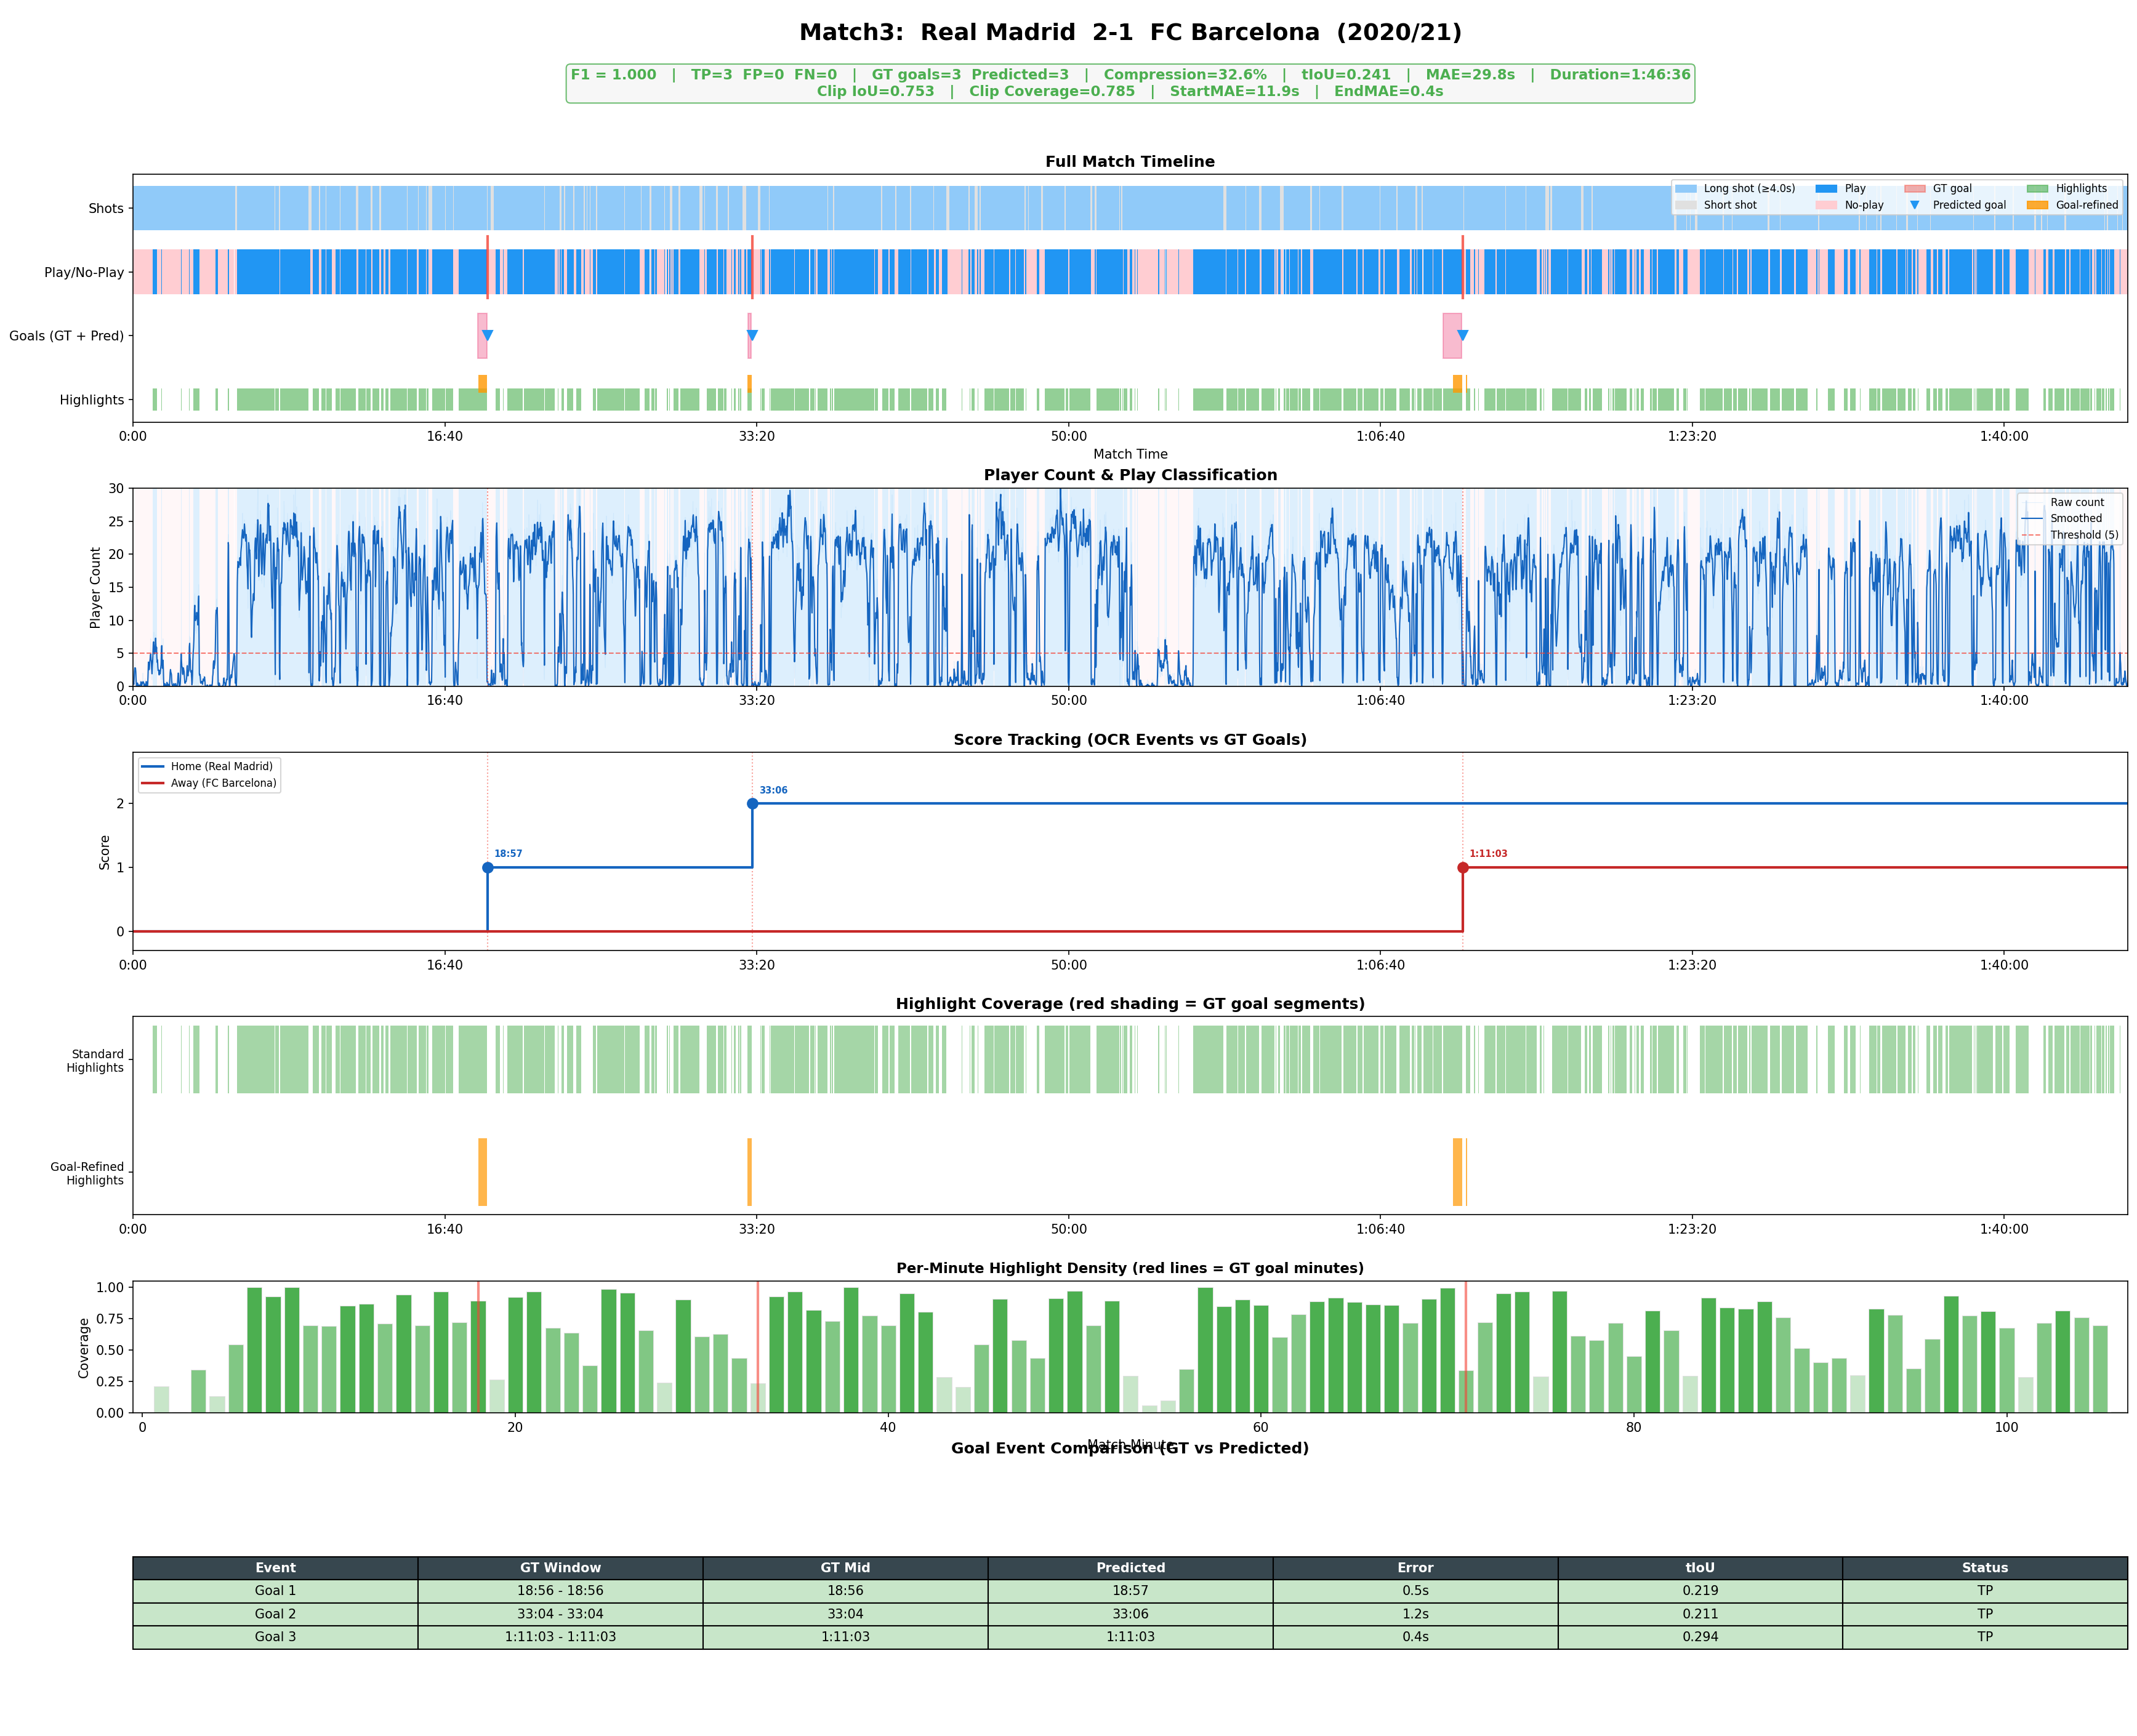 Match3:  Real Madrid  2-1  FC Barcelona  (2020/21)
F1 = 1.000   |   TP=3  FP=0  FN=0   |   GT goals=3  Predicted=3   |   Compression=32.6%   |   tIoU=0.241   |   MAE=29.8s   |   Duration=1:46:36
Clip IoU=0.753   |   Clip Coverage=0.785   |   StartMAE=11.9s   |   EndMAE=0.4s
Full Match Timeline
Long shot (≥4.0s)  Play  GT goal  Highlights
Short shot  No-play  Predicted goal  Goal-refined
Shots
Play/No-Play
Goals (GT + Pred)
Highlights
0:00  16:40  33:20  50:00  1:06:40  1:23:20  1:40:00
Match Time
Player Count & Play Classification
Raw count
Smoothed
Threshold (5)
Player Count
30
25
20
15
10
5
0
0:00  16:40  33:20  50:00  1:06:40  1:23:20  1:40:00
Score Tracking (OCR Events vs GT Goals)
Home (Real Madrid)
Away (FC Barcelona)
Score
2
1
0
33:06
18:57
1:11:03
0:00  16:40  33:20  50:00  1:06:40  1:23:20  1:40:00
Highlight Coverage (red shading = GT goal segments)
Standard
Highlights
Goal-Refined
Highlights
0:00  16:40  33:20  50:00  1:06:40  1:23:20  1:40:00
Per-Minute Highlight Density (red lines = GT goal minutes)
Coverage
1.00
0.75
0.50
0.25
0.00
0  20  40  60  80  100
Match Minute
Goal Event Comparison (GT vs Predicted)
Event  GT Window  GT Mid  Predicted  Error  tIoU  Status
Goal 1  18:56 - 18:56  18:56  18:57  0.5s  0.219  TP
Goal 2  33:04 - 33:04  33:04  33:06  1.2s  0.211  TP
Goal 3  1:11:03 - 1:11:03  1:11:03  1:11:03  0.4s  0.294  TP